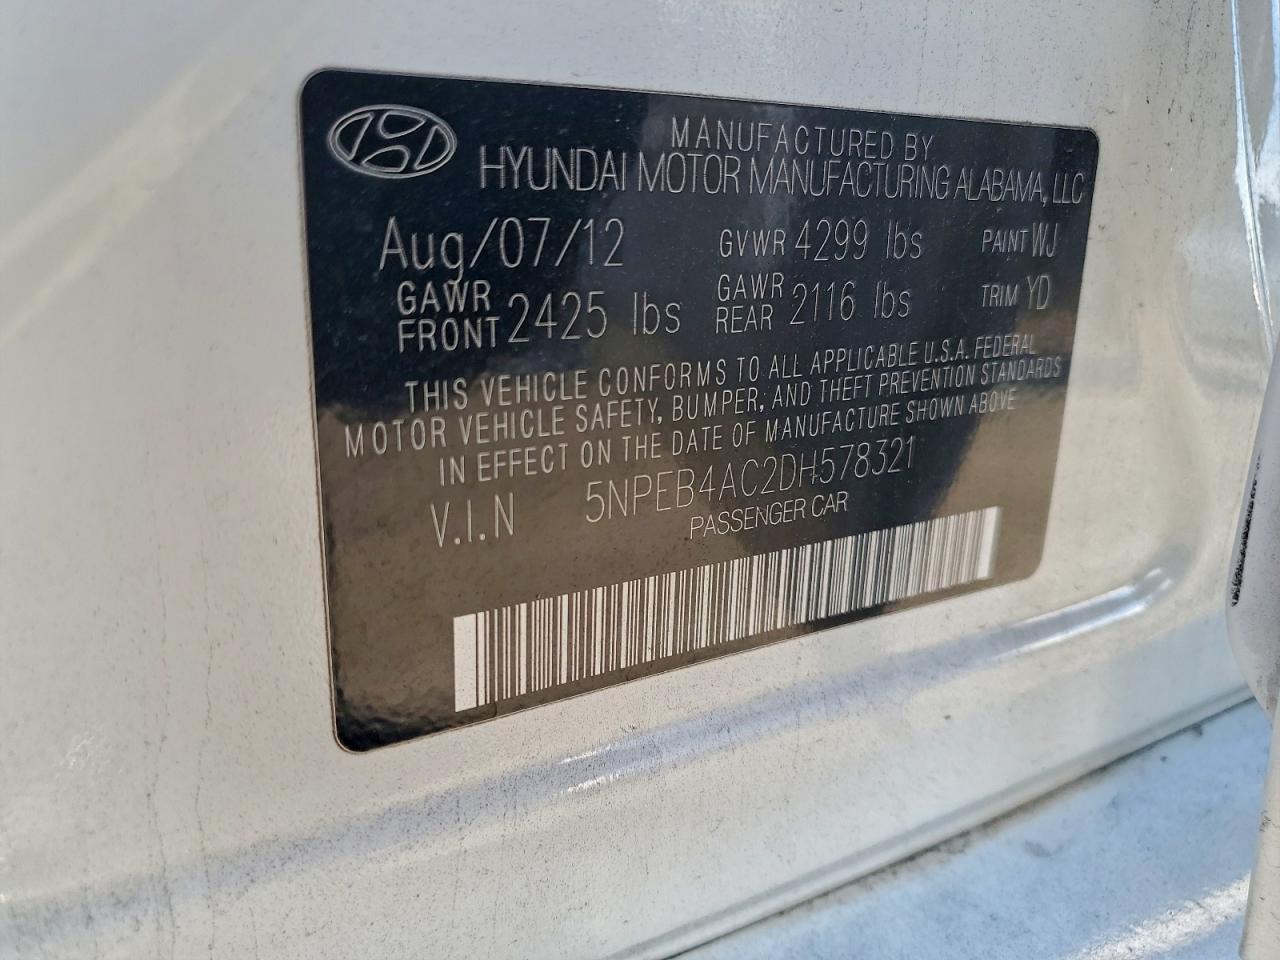 MANUFACTURED BY
HYUNDAI MOTOR MANUFACTURING ALABAMA, LLC
Aug/07/12 GVWR 4299 lbs PAINT WJ
GAWR FRONT 2425 lbs GAWR REAR 2116 lbs TRIM YD
THIS VEHICLE CONFORMS TO ALL APPLICABLE U.S.A. FEDERAL
MOTOR VEHICLE SAFETY, BUMPER, AND THEFT PREVENTION STANDARDS
IN EFFECT ON THE DATE OF MANUFACTURE SHOWN ABOVE
V.I.N 5NPEB4AC2DH578321
PASSENGER CAR